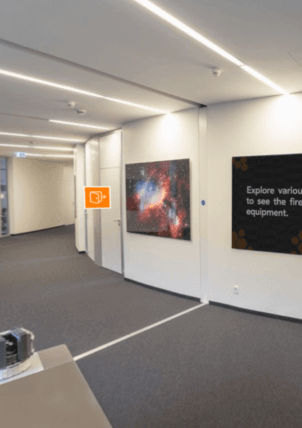 Explore variou
to see the fire
equipment.